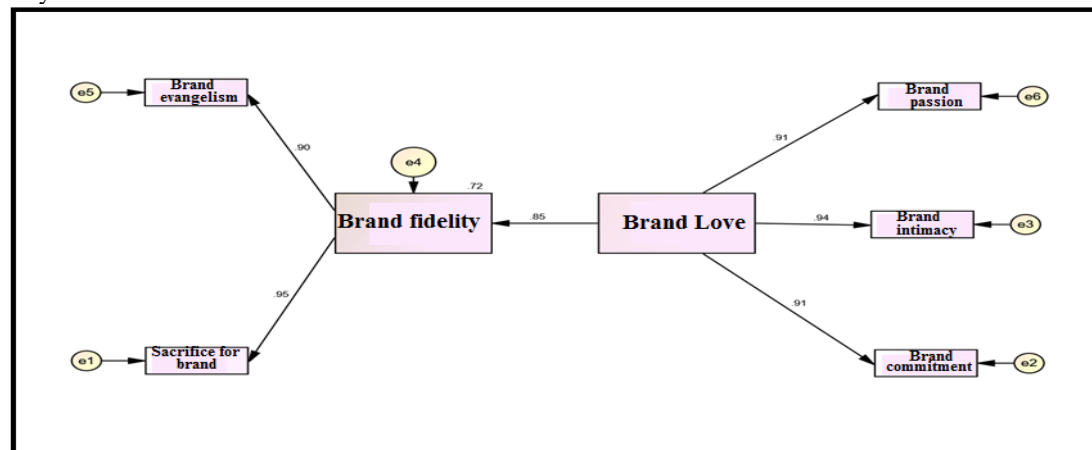 Brand
evangelism
e5
Brand
passion
e6
.91
.90
e4
.72
Brand fidelity
.85
Brand Love
.94
Brand
intimacy
e3
.95
.91
e1
Sacrifice for
brand
Brand
commitment
e2